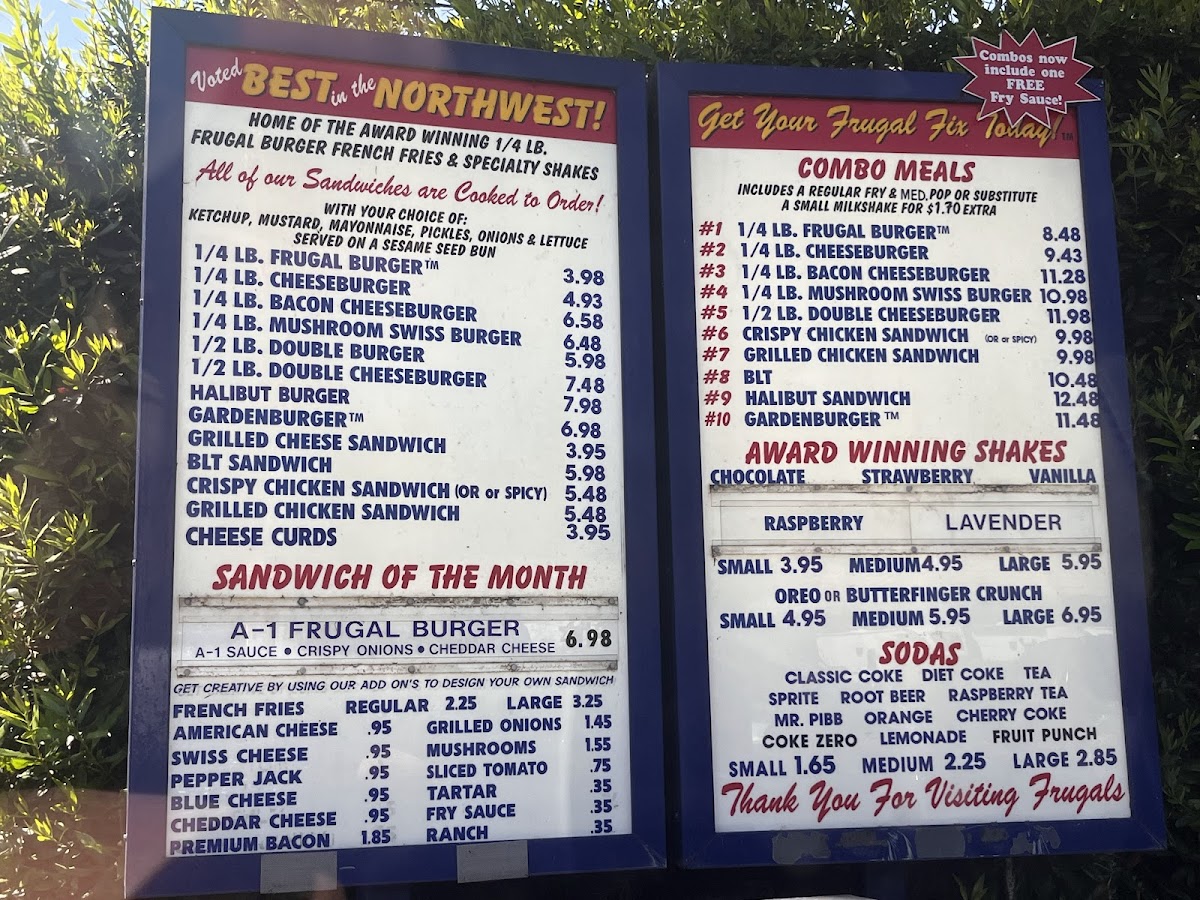 Voted BEST in the NORTHWEST!
HOME OF THE AWARD WINNING 1/4 LB.
FRUGAL BURGER FRENCH FRIES & SPECIALTY SHAKES
All of our Sandwiches are Cooked to Order!
WITH YOUR CHOICE OF:
KETCHUP, MUSTARD, MAYONNAISE, PICKLES, ONIONS & LETTUCE
SERVED ON A SESAME SEED BUN
1/4 LB. FRUGAL BURGER™ 3.98
1/4 LB. CHEESEBURGER 4.93
1/4 LB. BACON CHEESEBURGER 6.58
1/4 LB. MUSHROOM SWISS BURGER 6.48
1/2 LB. DOUBLE BURGER 5.98
1/2 LB. DOUBLE CHEESEBURGER 7.48
HALIBUT BURGER 7.98
GARDENBURGER™ 6.98
GRILLED CHEESE SANDWICH 3.95
BLT SANDWICH 5.98
CRISPY CHICKEN SANDWICH (OR or SPICY) 5.48
GRILLED CHICKEN SANDWICH 5.48
CHEESE CURDS 3.95
SANDWICH OF THE MONTH
A-1 FRUGAL BURGER 6.98
A-1 SAUCE • CRISPY ONIONS • CHEDDAR CHEESE
GET CREATIVE BY USING OUR ADD ON'S TO DESIGN YOUR OWN SANDWICH
FRENCH FRIES REGULAR 2.25 LARGE 3.25
AMERICAN CHEESE .95 GRILLED ONIONS 1.45
SWISS CHEESE .95 MUSHROOMS 1.55
PEPPER JACK .95 SLICED TOMATO .75
BLUE CHEESE .95 TARTAR .35
CHEDDAR CHEESE .95 FRY SAUCE .35
PREMIUM BACON 1.85 RANCH .35
Combos now
include one
FREE
Fry Sauce!
Get Your Frugal Fix Today!™
COMBO MEALS
INCLUDES A REGULAR FRY & MED. POP OR SUBSTITUTE
A SMALL MILKSHAKE FOR $1.70 EXTRA
#1 1/4 LB. FRUGAL BURGER™ 8.48
#2 1/4 LB. CHEESEBURGER 9.43
#3 1/4 LB. BACON CHEESEBURGER 11.28
#4 1/4 LB. MUSHROOM SWISS BURGER 10.98
#5 1/2 LB. DOUBLE CHEESEBURGER 11.98
#6 CRISPY CHICKEN SANDWICH (OR or SPICY) 9.98
#7 GRILLED CHICKEN SANDWICH 9.98
#8 BLT 10.48
#9 HALIBUT SANDWICH 12.48
#10 GARDENBURGER™ 11.48
AWARD WINNING SHAKES
CHOCOLATE STRAWBERRY VANILLA
RASPBERRY LAVENDER
SMALL 3.95 MEDIUM 4.95 LARGE 5.95
OREO OR BUTTERFINGER CRUNCH
SMALL 4.95 MEDIUM 5.95 LARGE 6.95
SODAS
CLASSIC COKE DIET COKE TEA
SPRITE ROOT BEER RASPBERRY TEA
MR. PIBB ORANGE CHERRY COKE
COKE ZERO LEMONADE FRUIT PUNCH
SMALL 1.65 MEDIUM 2.25 LARGE 2.85
Thank You For Visiting Frugals